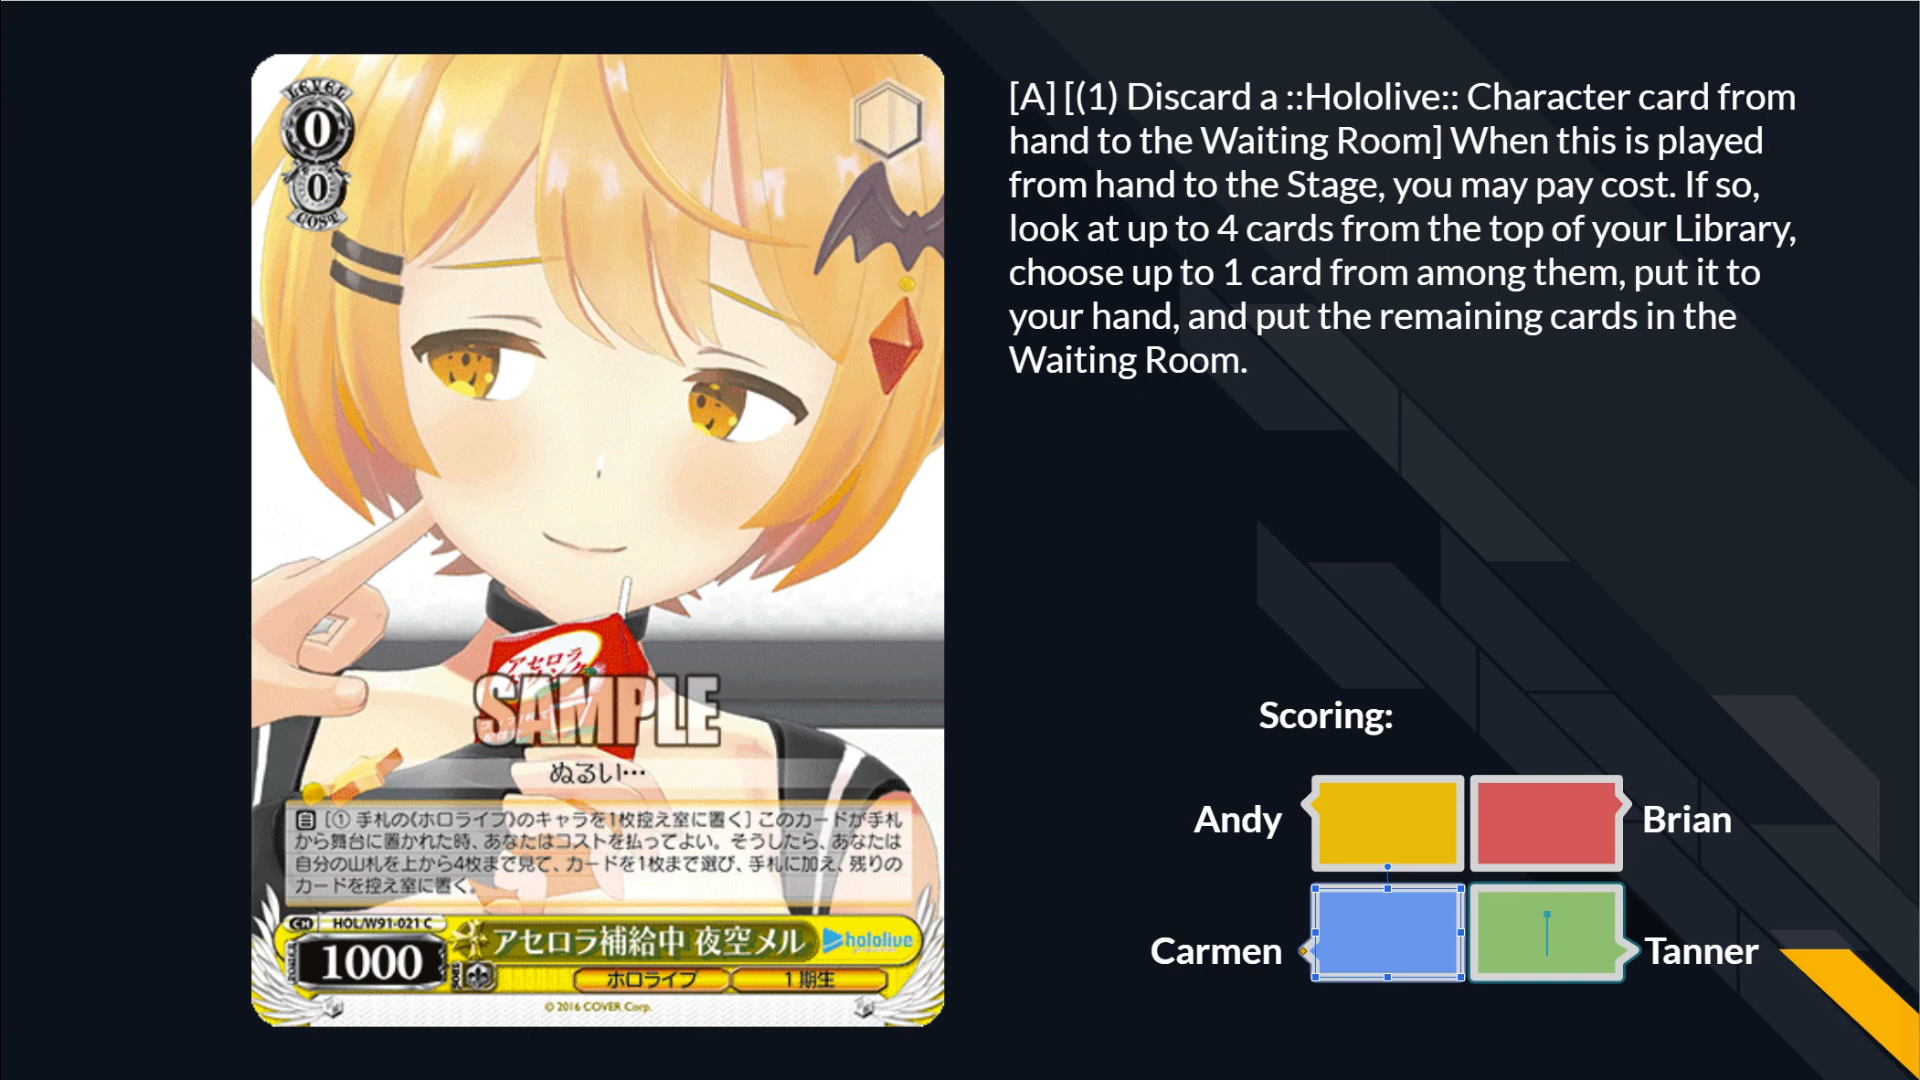 LEVEL
0
0
COST
アセロラ
SAMPLE
ぬるい…
[① 手札の《ホロライブ》のキャラを1枚控え室に置く] このカードが手札
から舞台に置かれた時、あなたはコストを払ってよい。そうしたら、あなたは
自分の山札を上から4枚まで見て、カードを1枚まで選び、手札に加え、残りの
カードを控え室に置く。
CH HOL/W91-021 C
POWER 1000 SOUL
アセロラ補給中 夜空メル
hololive
ホロライブ
1期生
© 2016 COVER Corp.
[A] [(1) Discard a ::Hololive:: Character card from
hand to the Waiting Room] When this is played
from hand to the Stage, you may pay cost. If so,
look at up to 4 cards from the top of your Library,
choose up to 1 card from among them, put it to
your hand, and put the remaining cards in the
Waiting Room.
Scoring:
Andy
Brian
Carmen
Tanner